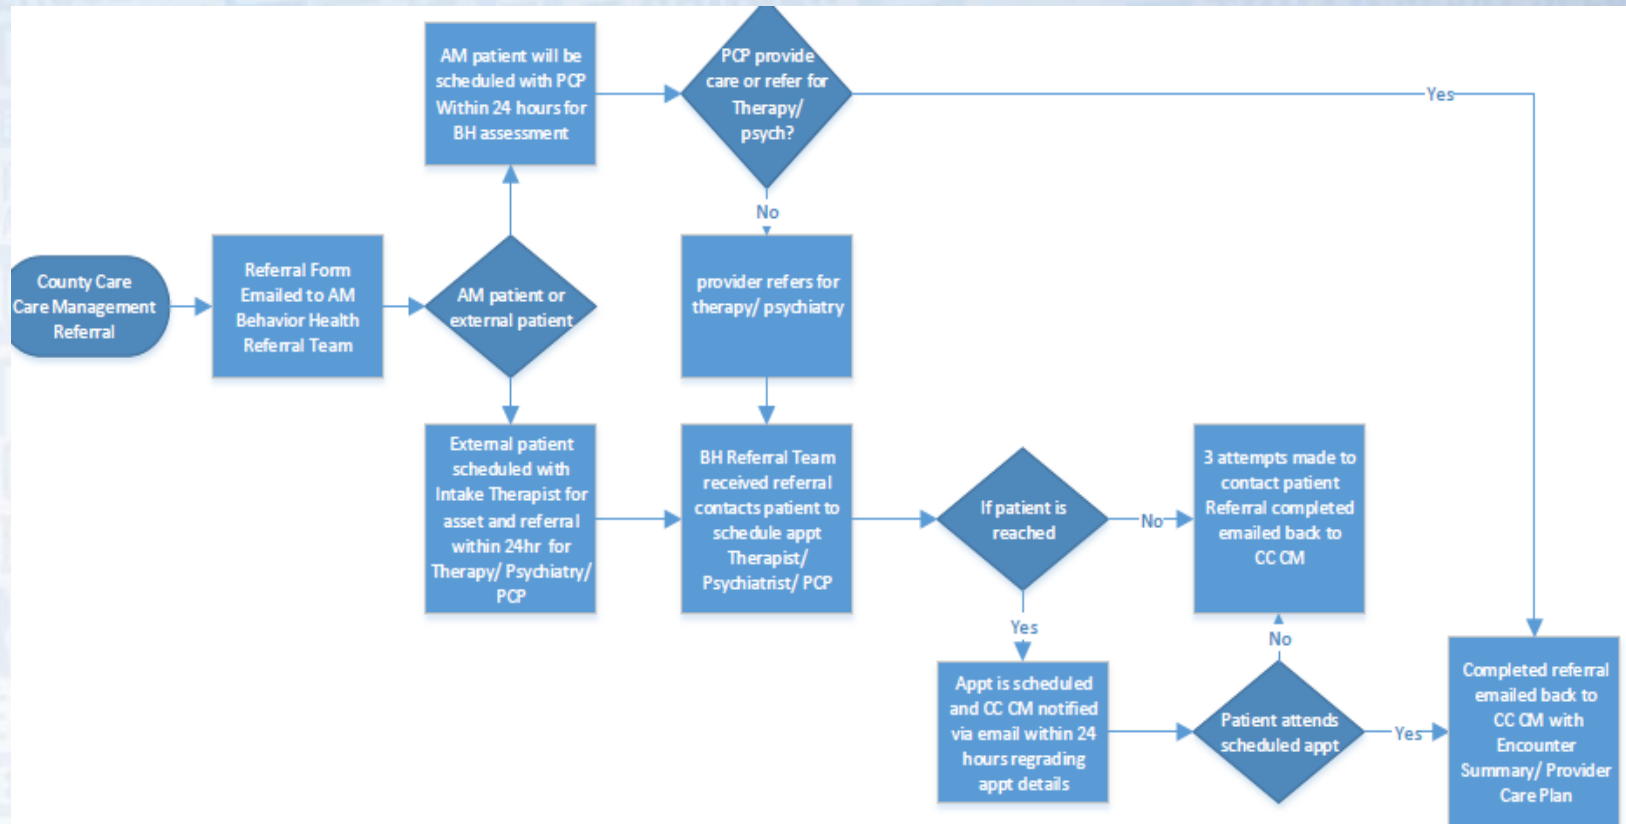 County Care
Care Management
Referral
Referral Form
Emailed to AM
Behavior Health
Referral Team
AM patient or
external patient
AM patient will be
scheduled with PCP
Within 24 hours for
BH assessment
PCP provide
care or refer for
Therapy/
psych?
Yes
No
provider refers for
therapy/ psychiatry
External patient
scheduled with
Intake Therapist for
asset and referral
within 24hr for
Therapy/ Psychiatry/
PCP
BH Referral Team
received referral
contacts patient to
schedule appt
Therapist/
Psychiatrist/ PCP
If patient is
reached
No
3 attempts made to
contact patient
Referral completed
emailed back to
CC CM
Yes
Appt is scheduled
and CC CM notified
via email within 24
hours regrading
appt details
Patient attends
scheduled appt
No
Yes
Completed referral
emailed back to
CC CM with
Encounter
Summary/ Provider
Care Plan